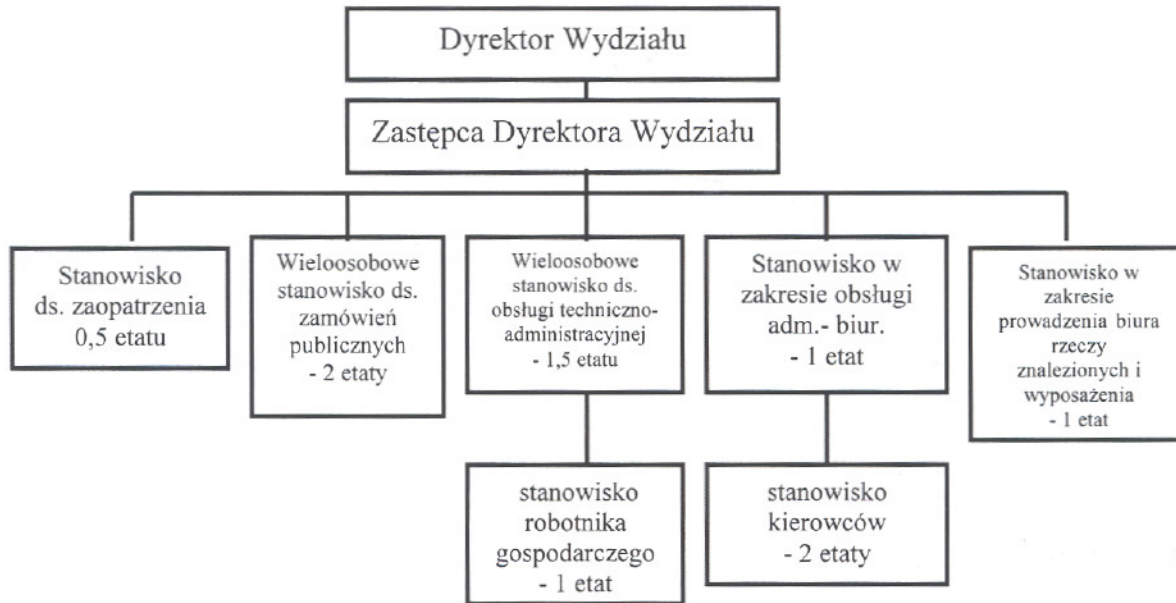 Dyrektor Wydziału
Zastępca Dyrektora Wydziału
Stanowisko
ds. zaopatrzenia
0,5 etatu
Wieloosobowe
stanowisko ds.
zamówień
publicznych
- 2 etaty
Wieloosobowe
stanowisko ds.
obsługi techniczno-
administracyjnej
- 1,5 etatu
Stanowisko w
zakresie obsługi
adm.- biur.
- 1 etat
Stanowisko w
zakresie
prowadzenia biura
rzeczy
znalezionych i
wyposażenia
- 1 etat
stanowisko
robotnika
gospodarczego
- 1 etat
stanowisko
kierowców
- 2 etaty